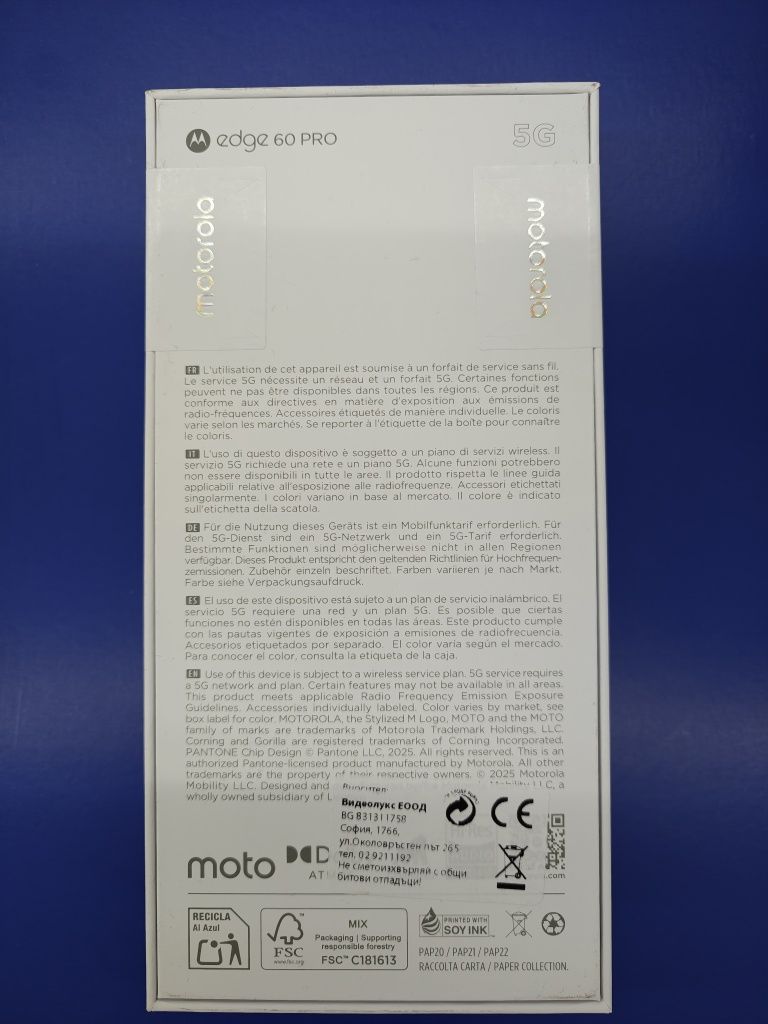 edge 60 PRO
5G
motorola
motorola
FR L'utilisation de cet appareil est soumise à un forfait de service sans fil.
Le service 5G nécessite un réseau et un forfait 5G. Certaines fonctions
peuvent ne pas être disponibles dans toutes les régions. Ce produit est
conforme aux directives en matière d'exposition aux émissions de
radio-fréquences. Accessoires étiquetés de manière individuelle. Le coloris
varie selon les marchés. Se reporter à l'étiquette de la boîte pour connaître
le coloris.
IT L'uso di questo dispositivo è soggetto a un piano di servizi wireless. Il
servizio 5G richiede una rete e un piano 5G. Alcune funzioni potrebbero
non essere disponibili in tutte le aree. Il prodotto rispetta le linee guida
applicabili relative all'esposizione alle radiofrequenze. Accessori etichettati
singolarmente. I colori variano in base al mercato. Il colore è indicato
sull'etichetta della scatola.
DE Für die Nutzung dieses Geräts ist ein Mobilfunktarif erforderlich. Für
den 5G-Dienst sind ein 5G-Netzwerk und ein 5G-Tarif erforderlich.
Bestimmte Funktionen sind möglicherweise nicht in allen Regionen
verfügbar. Dieses Produkt entspricht den geltenden Richtlinien für Hochfrequen-
zemissionen. Zubehör einzeln beschriftet. Farben variieren je nach Markt.
Farbe siehe Verpackungsaufdruck.
ES El uso de este dispositivo está sujeto a un plan de servicio inalámbrico. El
servicio 5G requiere una red y un plan 5G. Es posible que ciertas
funciones no estén disponibles en todas las áreas. Este producto cumple
con las pautas vigentes de exposición a emisiones de radiofrecuencia.
Accesorios etiquetados por separado. El color varía según el mercado.
Para conocer el color, consulta la etiqueta de la caja.
EN Use of this device is subject to a wireless service plan. 5G service requires
a 5G network and plan. Certain features may not be available in all areas.
This product meets applicable Radio Frequency Emission Exposure
Guidelines. Accessories individually labeled. Color varies by market, see
box label for color. MOTOROLA, the Stylized M Logo, MOTO and the MOTO
family of marks are trademarks of Motorola Trademark Holdings, LLC.
Corning and Gorilla are registered trademarks of Corning Incorporated.
PANTONE Chip Design © Pantone LLC, 2025. All rights reserved. This is an
authorized Pantone-licensed product manufactured by Motorola. All other
trademarks are the property of their respective owners. © 2025 Motorola
Mobility LLC. Designed and LLC, a
wholly owned subsidiary of
Вносител:
Видеолукс ЕООД
BG 831311758
София, 1766,
ул.Околовръстен път 265
тел. 02 9211192
Не сметоизхвърляй с общи
битови отпадъци!
CE
moto
RECICLA
Al Azul
FSC
www.fsc.org
MIX
Packaging | Supporting
responsible forestry
FSC™ C181613
PRINTED WITH
SOY INK
PAP20 / PAP21 / PAP22
RACCOLTA CARTA / PAPER COLLECTION.